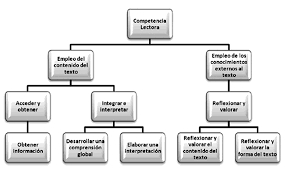 Competencia
Lectora
Empleo del
contenido del
texto
Empleo de los
conocimientos
externos al
texto
Acceder y
obtener
Integrar e
interpretar
Reflexionar y
valorar
Obtener
información
Desarrollar una
comprensión
global
Elaborar una
interpretación
Reflexionar y
valorar el
contenido del
texto
Reflexionar y
valorar la
forma del texto